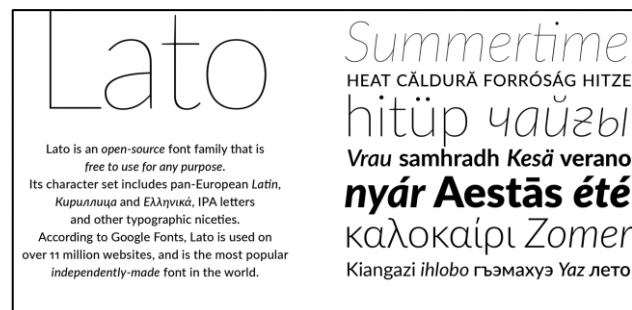 Lato
Lato is an open-source font family that is
free to use for any purpose.
Its character set includes pan-European Latin,
Кириллица and Ελληνικά, IPA letters
and other typographic niceties.
According to Google Fonts, Lato is used on
over 11 million websites, and is the most popular
independently-made font in the world.
Summertime
HEAT CĂLDURĂ FORRÓSÁG HITZE
hitüp чайғы
Vrau samhradh Kesä verano
nyár Aestās été
καλοκαίρι Zomer
Kiangazi ihlobo гъэмахуэ Yaz лето